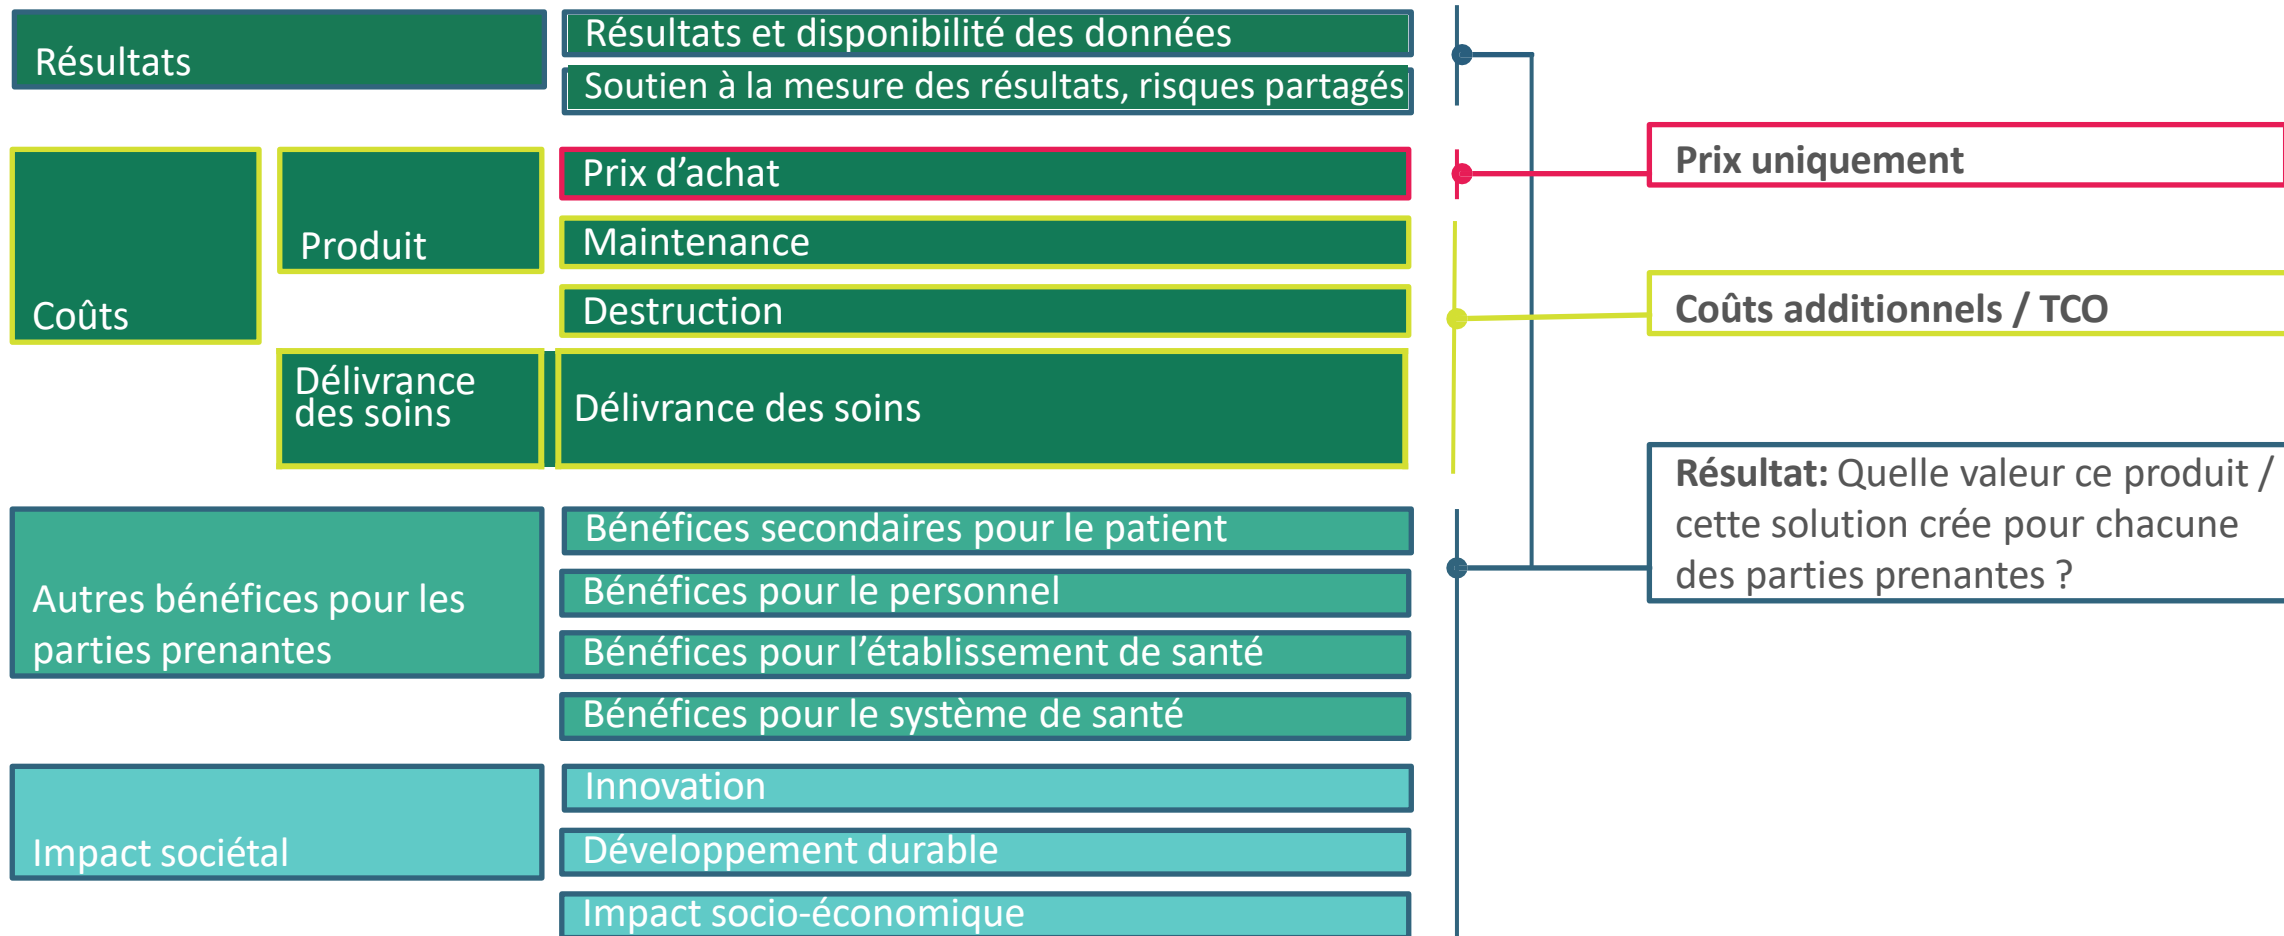 Résultats
Résultats et disponibilité des données
Soutien à la mesure des résultats, risques partagés
Coûts
Produit
Prix d’achat
Maintenance
Destruction
Délivrance
des soins
Délivrance des soins
Autres bénéfices pour les
parties prenantes
Bénéfices secondaires pour le patient
Bénéfices pour le personnel
Bénéfices pour l’établissement de santé
Bénéfices pour le système de santé
Impact sociétal
Innovation
Développement durable
Impact socio-économique
Prix uniquement
Coûts additionnels / TCO
Résultat: Quelle valeur ce produit /
cette solution crée pour chacune
des parties prenantes ?